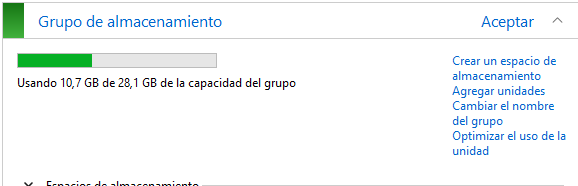 Grupo de almacenamiento
Aceptar
Usando 10,7 GB de 28,1 GB de la capacidad del grupo
Crear un espacio de
almacenamiento
Agregar unidades
Cambiar el nombre
del grupo
Optimizar el uso de la
unidad
Espacios de almacenamiento